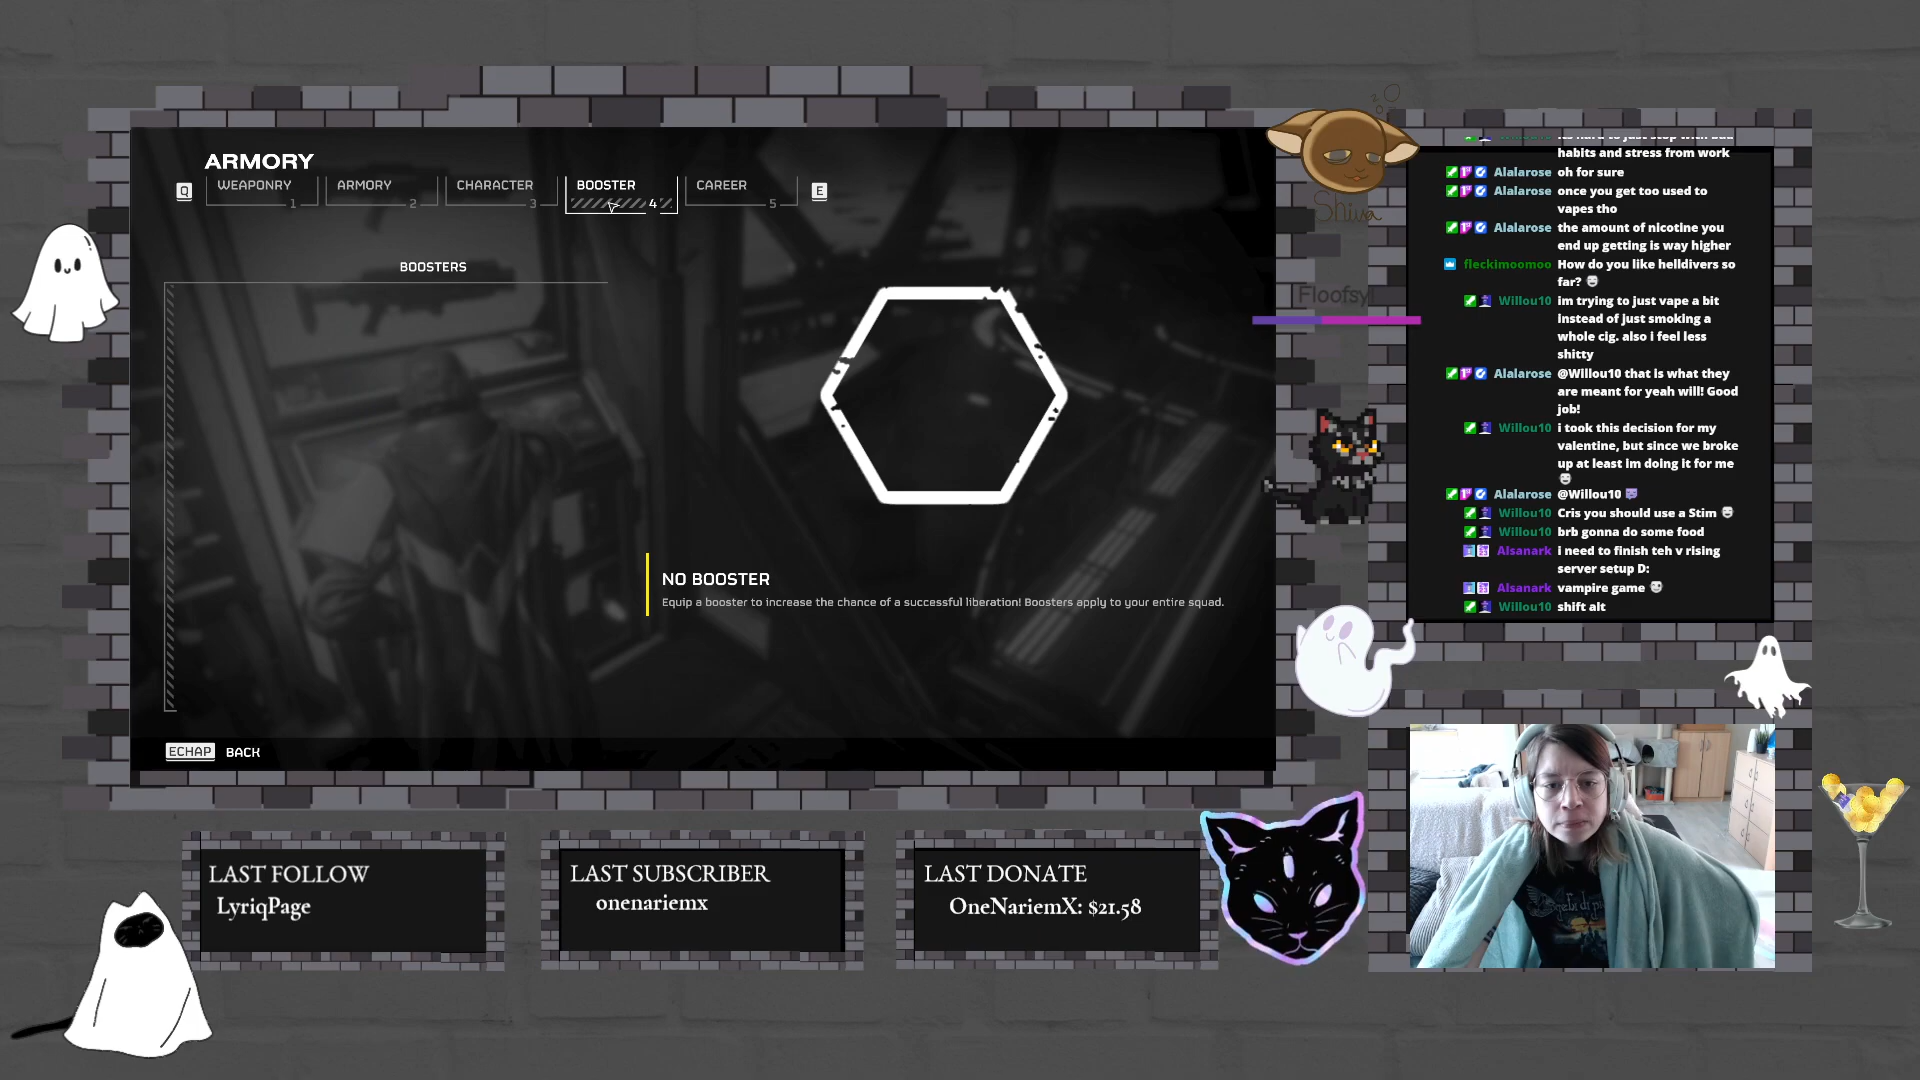 ARMORY
Q
WEAPONRY 1
ARMORY 2
CHARACTER 3
BOOSTER 4
CAREER 5
E
BOOSTERS
NO BOOSTER
Equip a booster to increase the chance of a successful liberation! Boosters apply to your entire squad.
ECHAP BACK
Shiva
Floofsy
habits and stress from work
Alalarose oh for sure
Alalarose once you get too used to
vapes tho
Alalarose the amount of nicotine you
end up getting is way higher
fleckimoomoo How do you like helldivers so
far?
Willou10 im trying to just vape a bit
instead of just smoking a
whole cig. also i feel less
shitty
Alalarose @Willou10 that is what they
are meant for yeah will! Good
job!
Willou10 i took this decision for my
valentine, but since we broke
up at least im doing it for me
Alalarose @Willou10
Willou10 Cris you should use a Stim
Willou10 brb gonna do some food
Alsanark i need to finish teh v rising
server setup D:
Alsanark vampire game
Willou10 shift alt
LAST FOLLOW
LyriqPage
LAST SUBSCRIBER
onenariemx
LAST DONATE
OneNariemX: $21.58